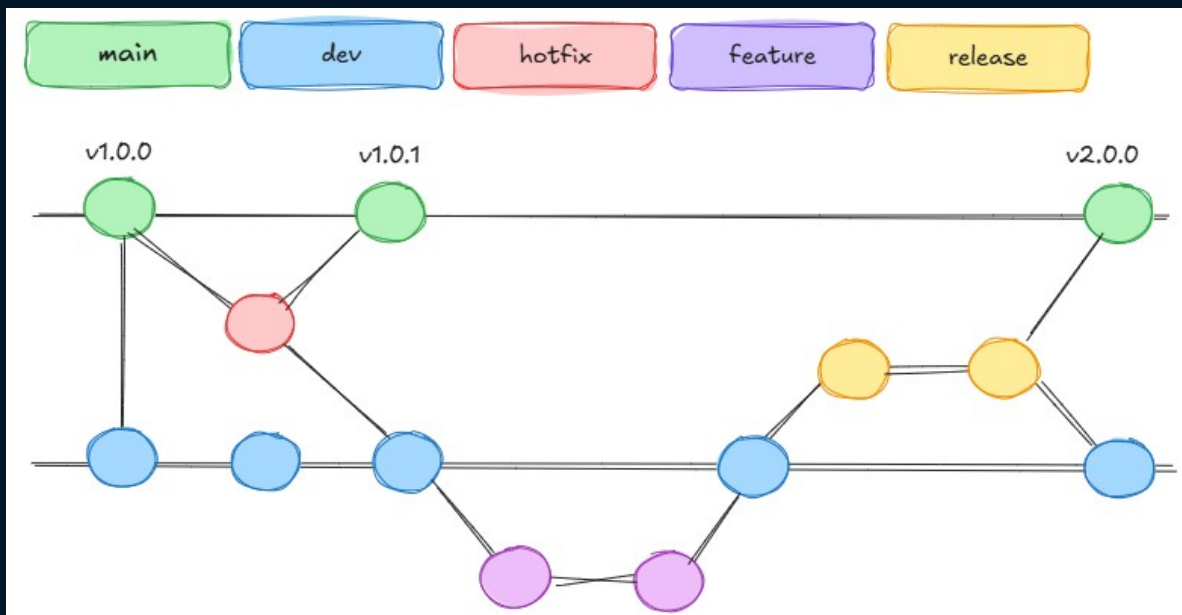 main
dev
hotfix
feature
release
v1.0.0
v1.0.1
v2.0.0